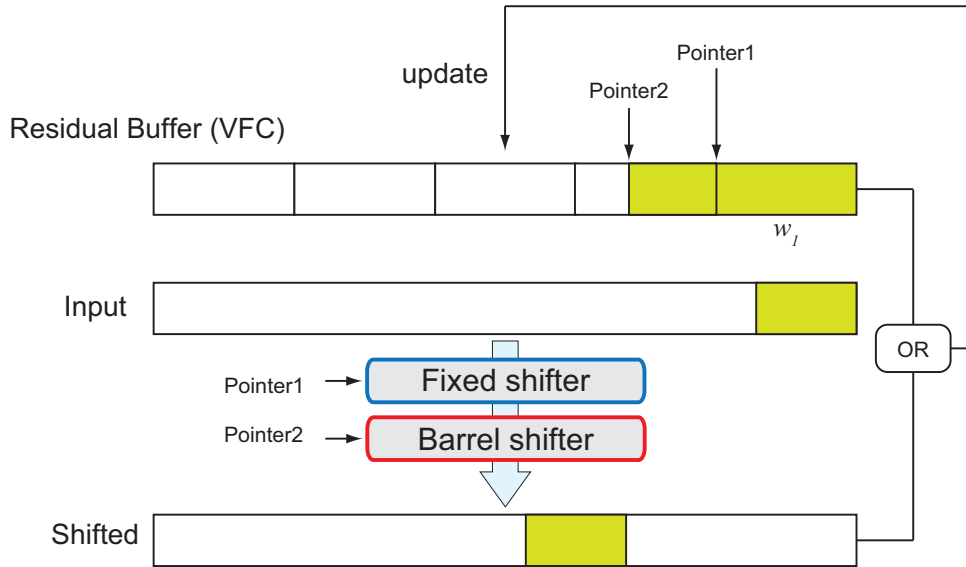 Pointer1
update
Pointer2
Residual Buffer (VFC)
w1
Input
OR
Pointer1
Fixed shifter
Pointer2
Barrel shifter
Shifted